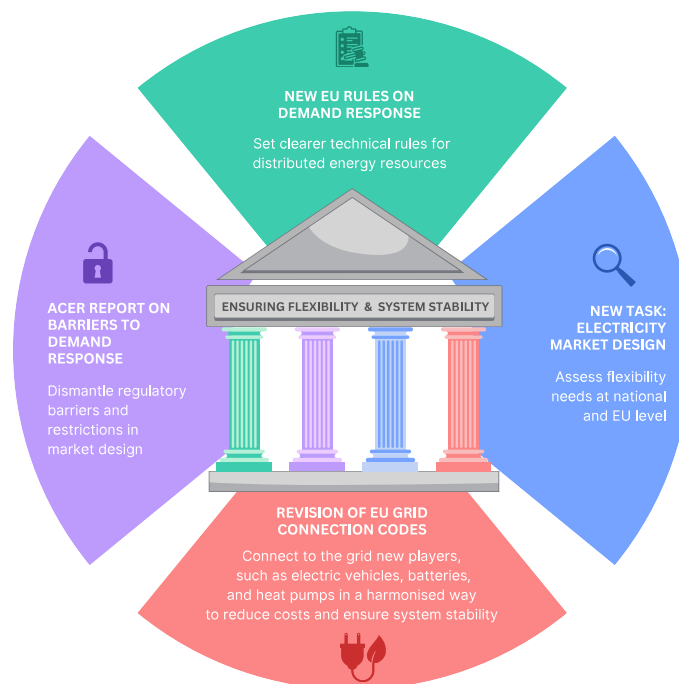 NEW EU RULES ON
DEMAND RESPONSE
Set clearer technical rules for
distributed energy resources
ACER REPORT ON
BARRIERS TO
DEMAND
RESPONSE
Dismantle regulatory
barriers and
restrictions in
market design
ENSURING FLEXIBILITY & SYSTEM STABILITY
NEW TASK:
ELECTRICITY
MARKET DESIGN
Assess flexibility
needs at national
and EU level
REVISION OF EU GRID
CONNECTION CODES
Connect to the grid new players,
such as electric vehicles, batteries,
and heat pumps in a harmonised way
to reduce costs and ensure system stability